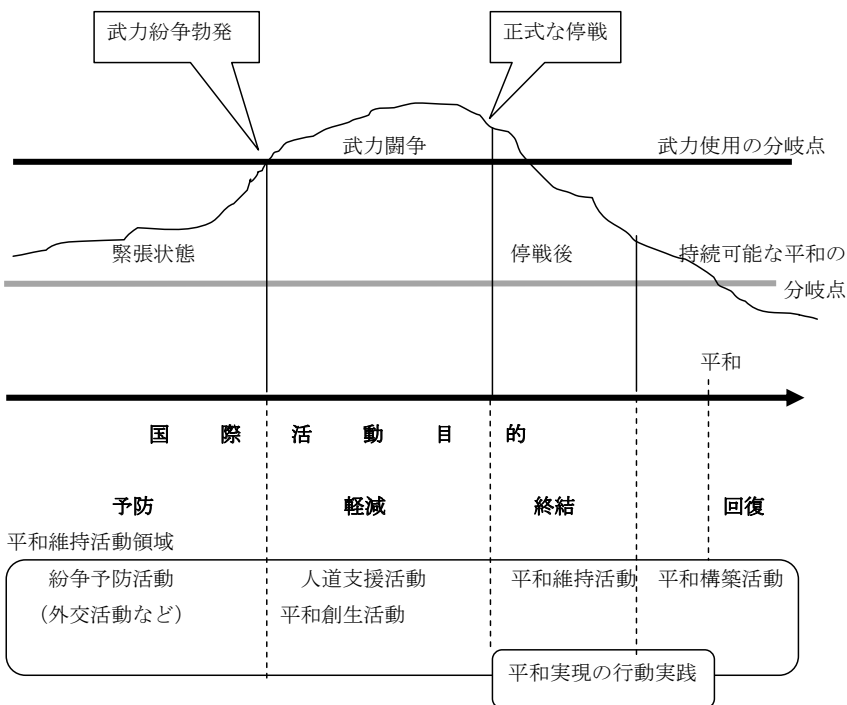 武力紛争勃発
正式な停戦
武力闘争
武力使用の分岐点
緊張状態
停戦後
持続可能な平和の
分岐点
平和
国際活動目的
予防
軽減
終結
回復
平和維持活動領域
紛争予防活動
（外交活動など）
人道支援活動
平和創生活動
平和維持活動
平和構築活動
平和実現の行動実践